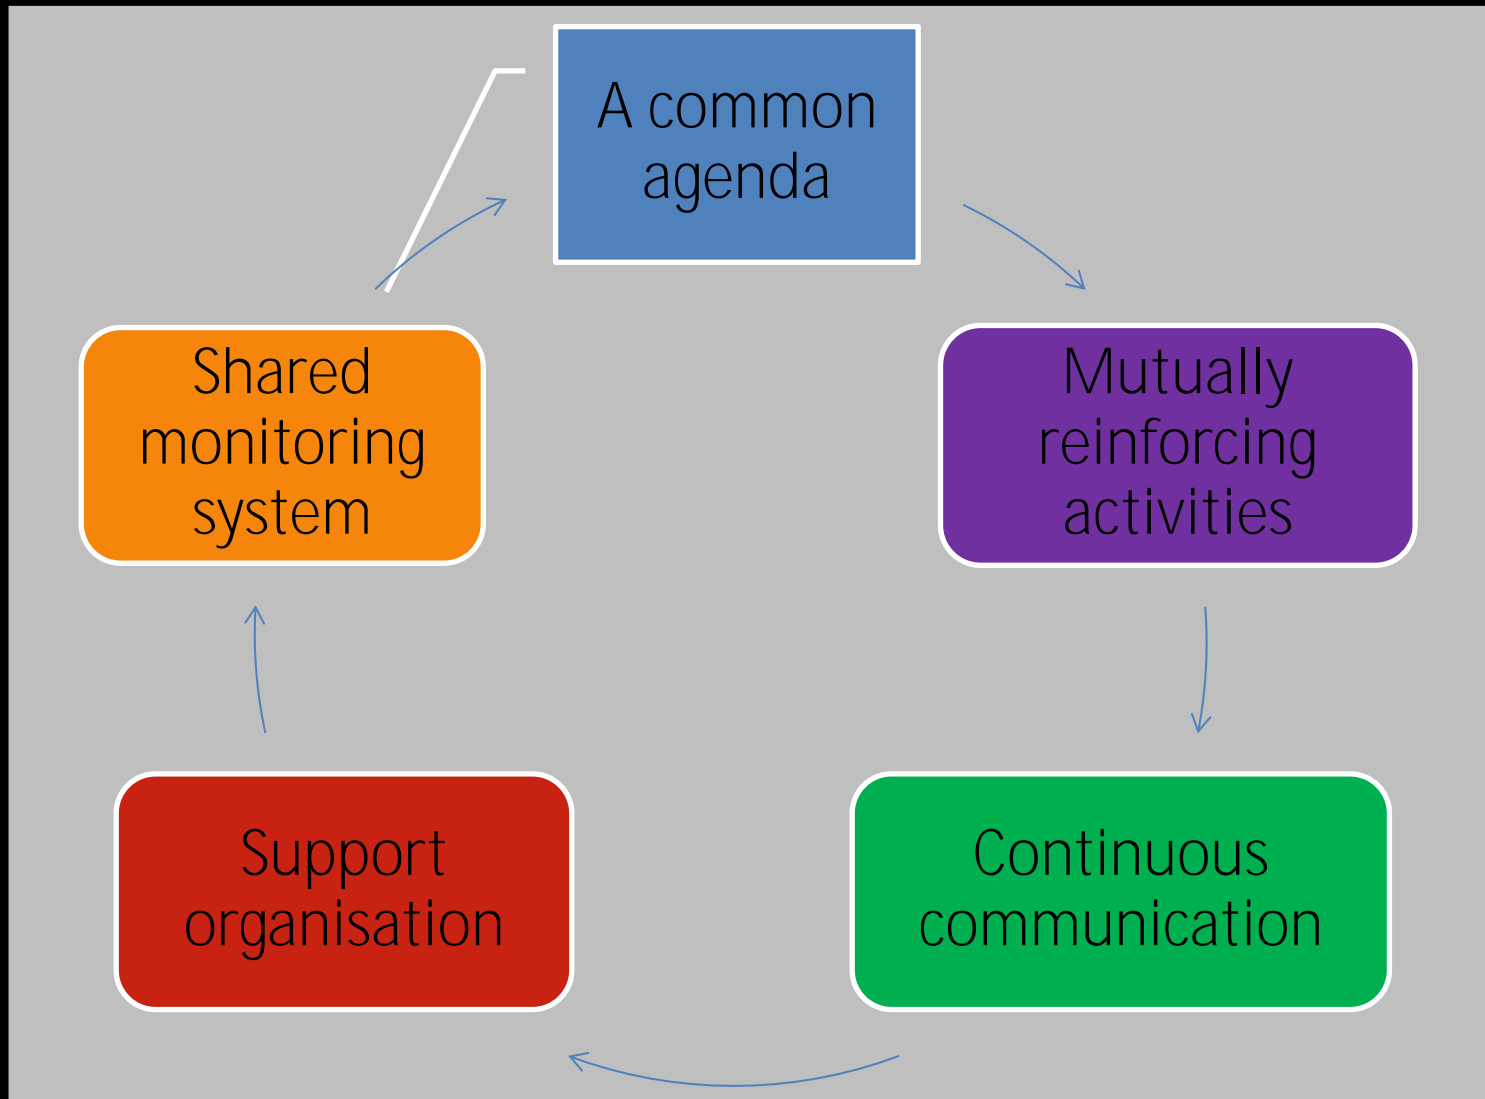 A common
agenda
Mutually
reinforcing
activities
Continuous
communication
Support
organisation
Shared
monitoring
system